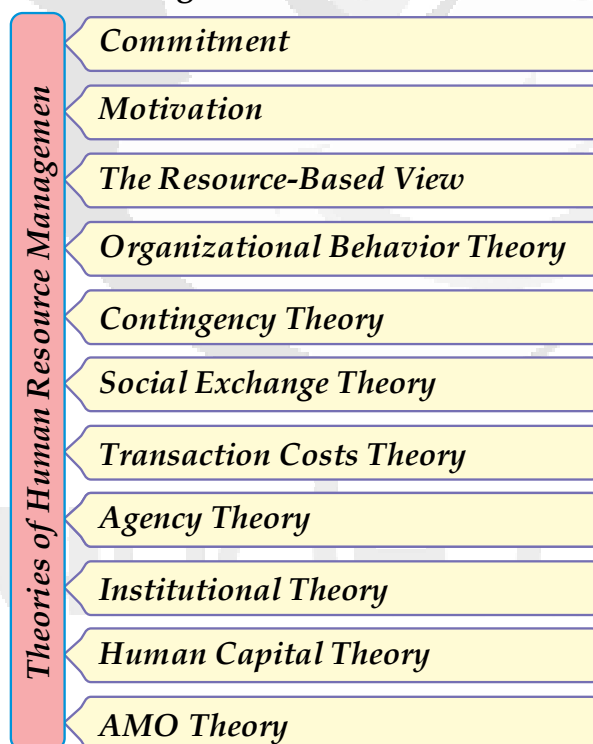 Theories of Human Resource Managemen
Commitment
Motivation
The Resource-Based View
Organizational Behavior Theory
Contingency Theory
Social Exchange Theory
Transaction Costs Theory
Agency Theory
Institutional Theory
Human Capital Theory
AMO Theory